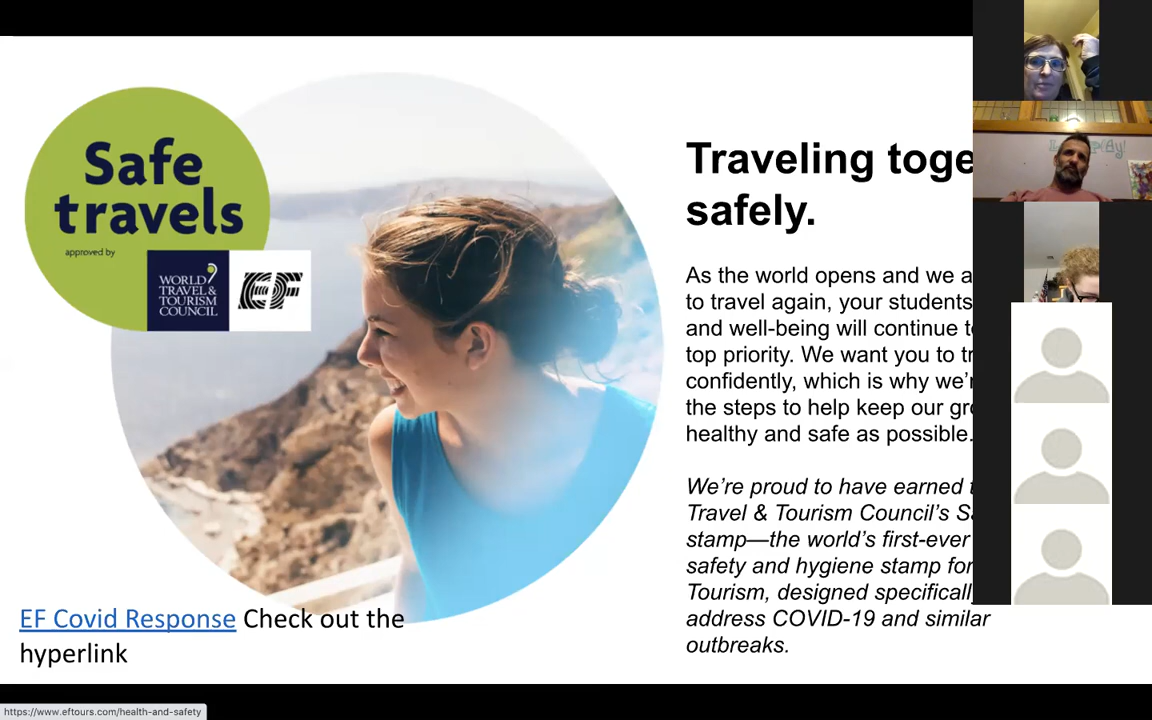 Safe
travels
approved by
WORLD
TRAVEL &
TOURISM
COUNCIL
EF
Traveling toge
safely.
As the world opens and we a
to travel again, your students
and well-being will continue t
top priority. We want you to tr
confidently, which is why we'r
the steps to help keep our gr
healthy and safe as possible.
We're proud to have earned t
Travel & Tourism Council's Sa
stamp—the world's first-ever
safety and hygiene stamp for
Tourism, designed specifically
address COVID-19 and similar
outbreaks.
EF Covid Response Check out the
hyperlink
https://www.eftours.com/health-and-safety